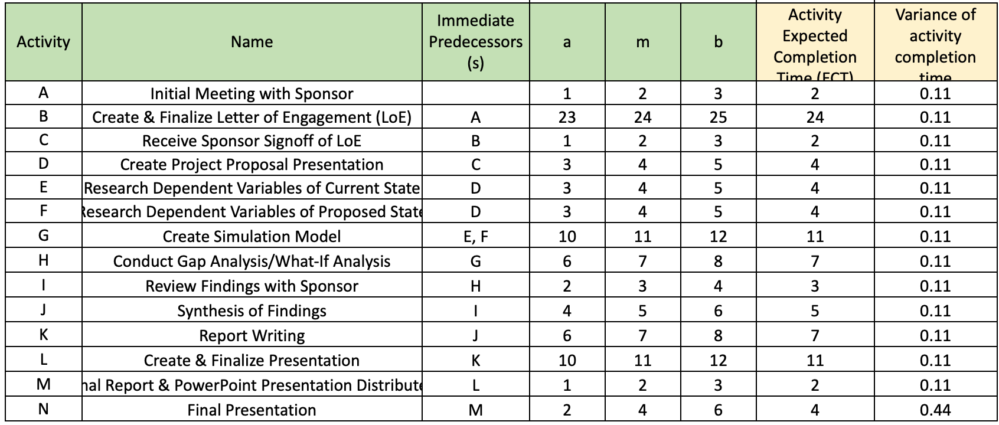 Activity Name Immediate Predecessors (s) a m b Activity Expected Completion Time (ECT) Variance of activity completion time
A Initial Meeting with Sponsor 1 2 3 2 0.11
B Create & Finalize Letter of Engagement (LoE) A 23 24 25 24 0.11
C Receive Sponsor Signoff of LoE B 1 2 3 2 0.11
D Create Project Proposal Presentation C 3 4 5 4 0.11
E Research Dependent Variables of Current State D 3 4 5 4 0.11
F Research Dependent Variables of Proposed State D 3 4 5 4 0.11
G Create Simulation Model E, F 10 11 12 11 0.11
H Conduct Gap Analysis/What-If Analysis G 6 7 8 7 0.11
I Review Findings with Sponsor H 2 3 4 3 0.11
J Synthesis of Findings I 4 5 6 5 0.11
K Report Writing J 6 7 8 7 0.11
L Create & Finalize Presentation K 10 11 12 11 0.11
M nal Report & PowerPoint Presentation Distribute L 1 2 3 2 0.11
N Final Presentation M 2 4 6 4 0.44